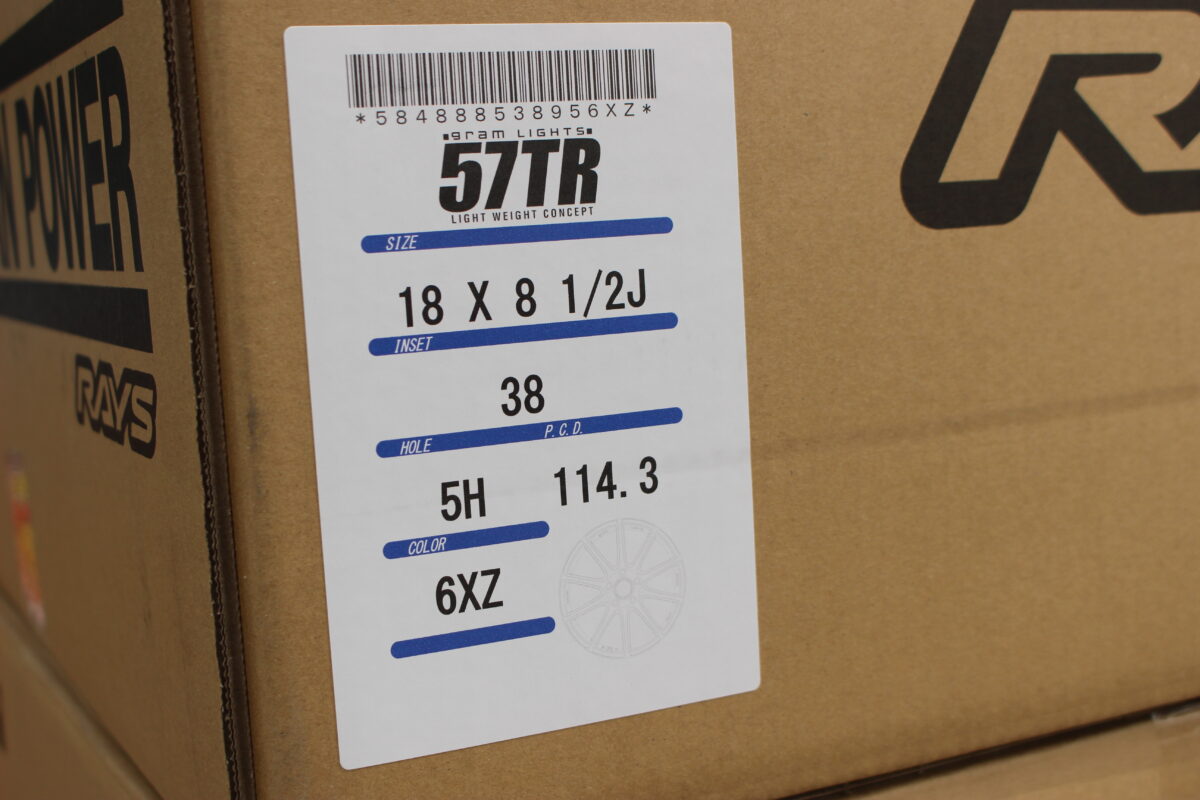 *584888538956XZ*
gram LIGHTS
57TR
LIGHT WEIGHT CONCEPT
SIZE
18 X 8 1/2J
INSET
38
HOLE P.C.D.
5H 114.3
COLOR
6XZ
POWER
RAYS